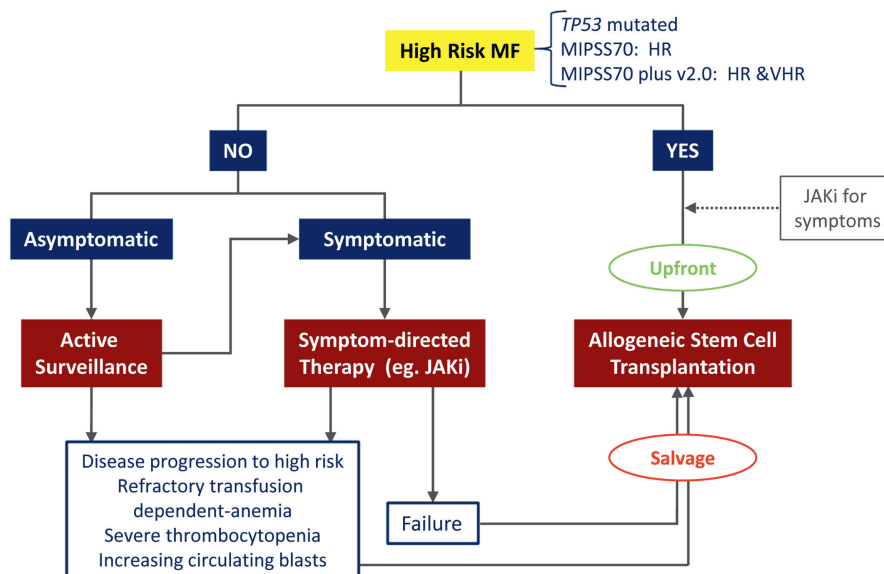 High Risk MF
TP53 mutated
MIPSS70: HR
MIPSS70 plus v2.0: HR &VHR
NO
YES
JAKi for
symptoms
Asymptomatic
Symptomatic
Upfront
Active
Surveillance
Symptom-directed
Therapy (eg. JAKi)
Allogeneic Stem Cell
Transplantation
Salvage
Disease progression to high risk
Refractory transfusion
dependent-anemia
Severe thrombocytopenia
Increasing circulating blasts
Failure